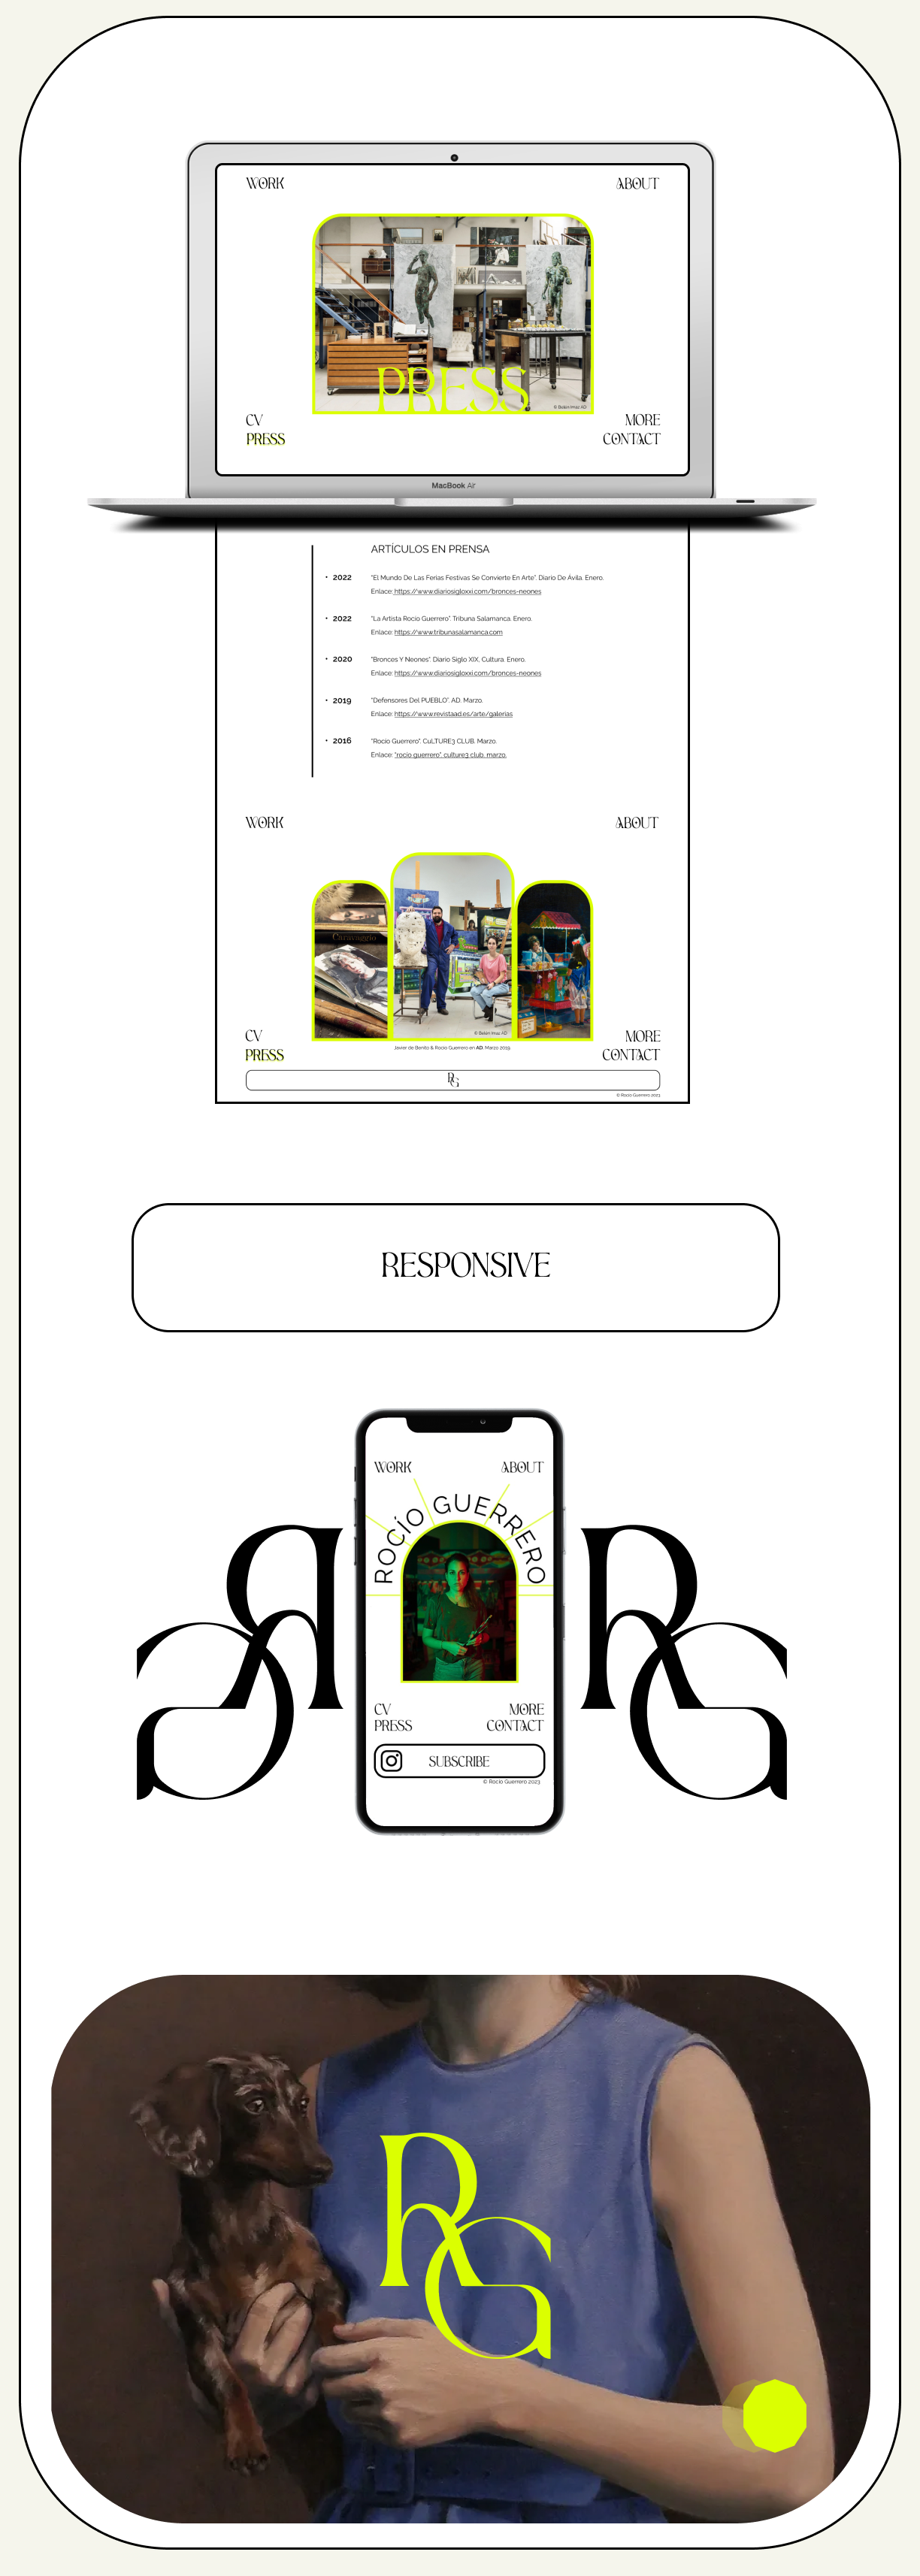 WORK
ABOUT
PRESS
© Belén Imaz AD
CV
MORE
PRESS
CONTACT
MacBook Air
ARTÍCULOS EN PRENSA
• 2022 "El Mundo De Las Ferias Festivas Se Convierte En Arte". Diario De Ávila. Enero.
Enlace: https://www.diariosigloxxi.com/bronces-neones
• 2022 "La Artista Rocío Guerrero". Tribuna Salamanca. Enero.
Enlace: https://www.tribunasalamanca.com
• 2020 "Bronces Y Neones". Diario Siglo XIX, Cultura. Enero.
Enlace: https://www.diariosigloxxi.com/bronces-neones
• 2019 "Defensores Del PUEBLO". AD. Marzo.
Enlace: https://www.revistaad.es/arte/galerias
• 2016 "Rocío Guerrero". CuLTURE3 CLUB. Marzo.
Enlace: "rocío guerrero". culture3 club. marzo.
WORK
ABOUT
Caravaggio
© Belén Imaz AD
CV
MORE
Javier de Benito & Rocío Guerrero en AD. Marzo 2019.
PRESS
CONTACT
RG
© Rocío Guerrero 2023
RESPONSIVE
WORK
ABOUT
ROCÍO GUERRERO
RG
RG
CV
MORE
PRESS
CONTACT
SUBSCRIBE
© Rocío Guerrero 2023
RG